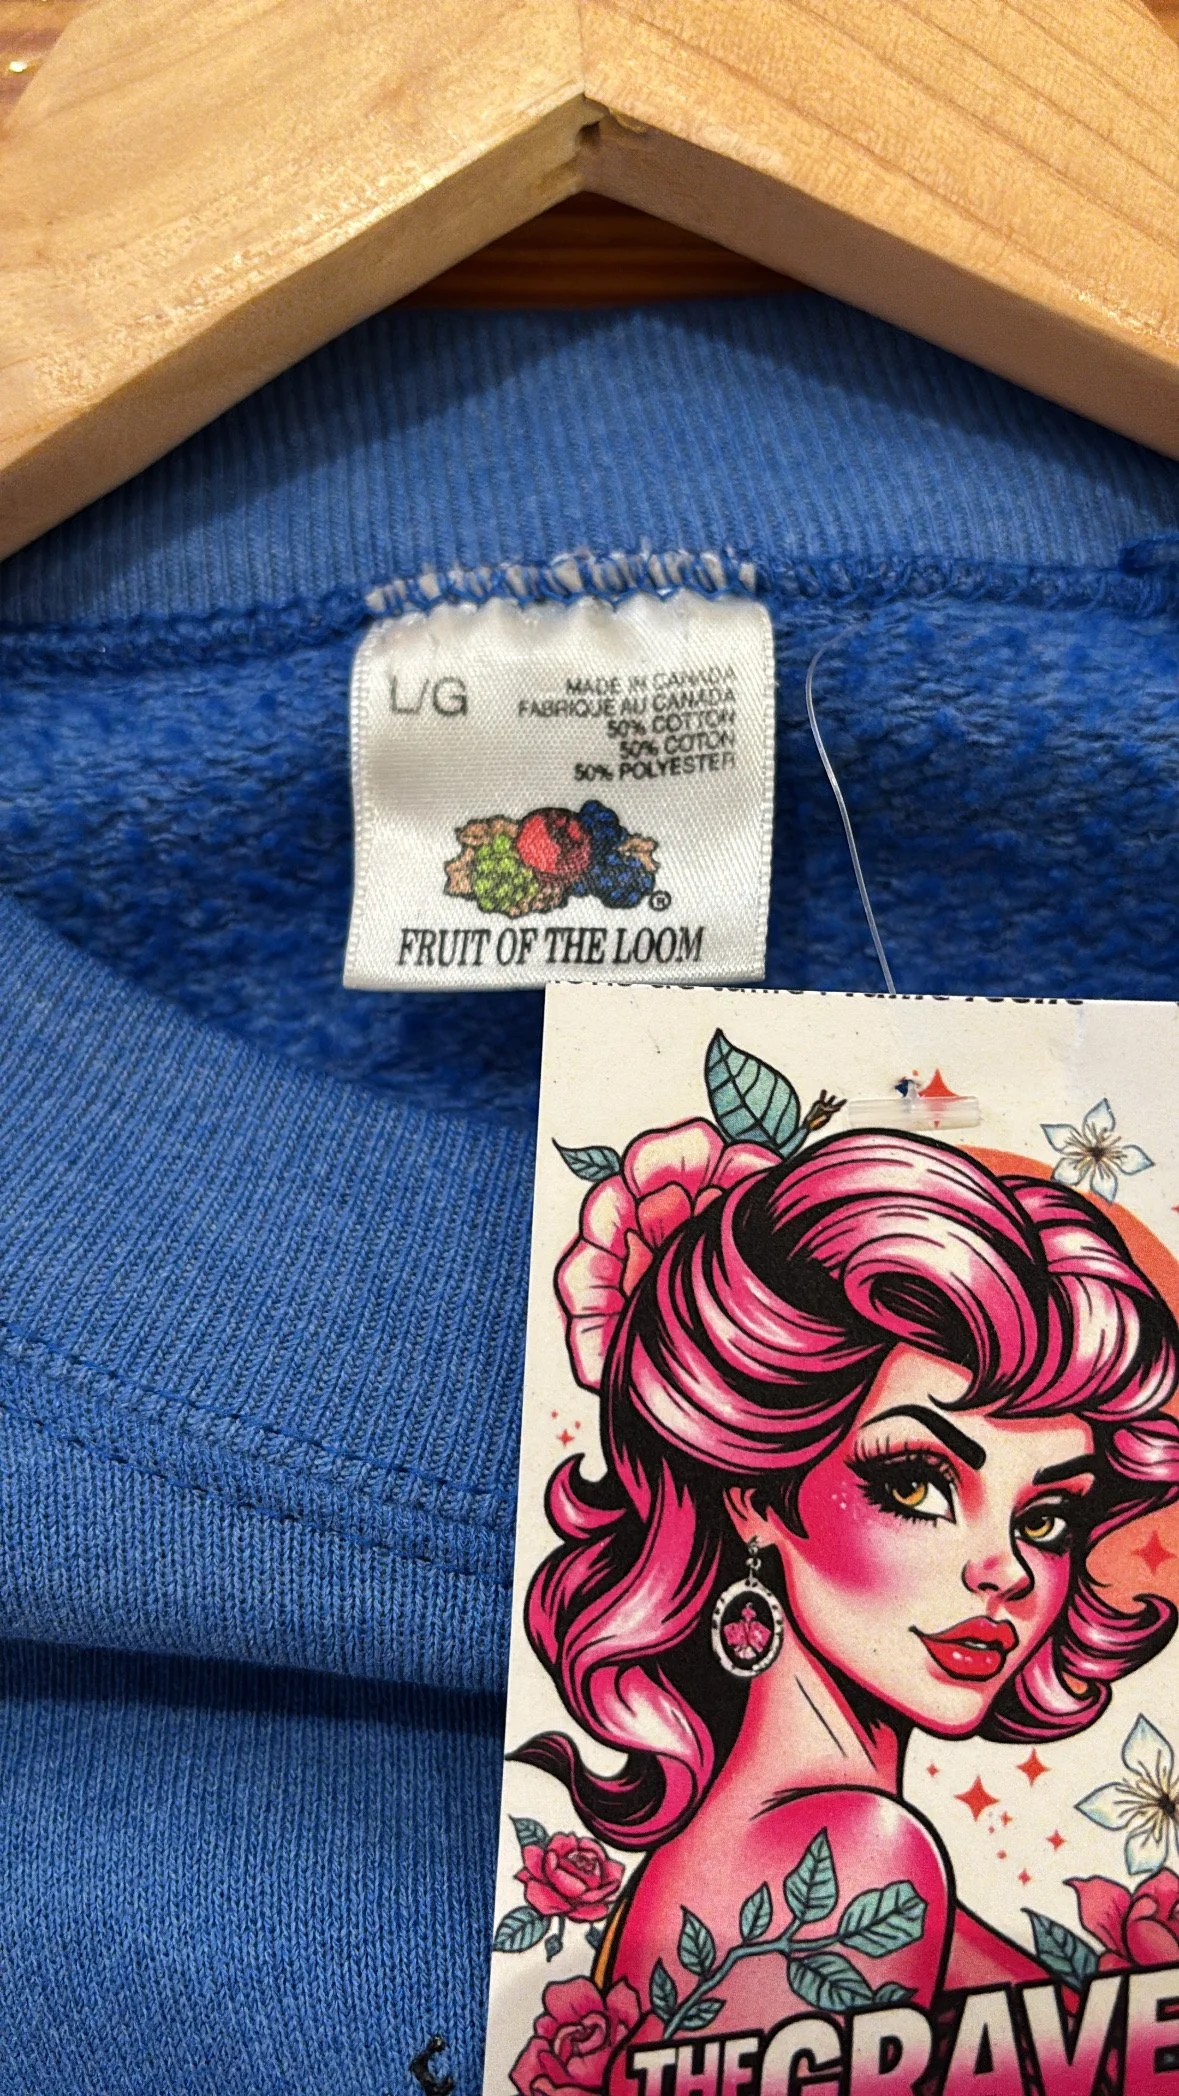 L/G
MADE IN CANADA
FABRIQUE AU CANADA
50% COTTON
50% COTON
50% POLYESTER
®
FRUIT OF THE LOOM
THE GRAVE